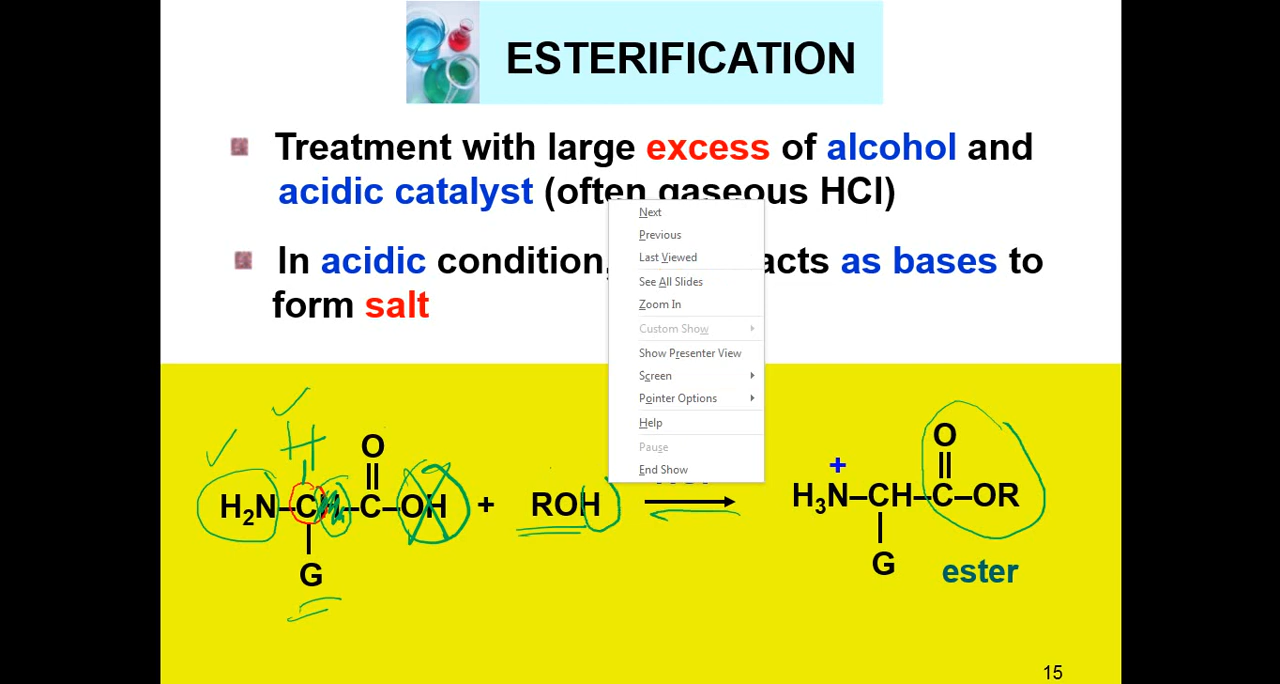 ESTERIFICATION
Treatment with large excess of alcohol and
acidic catalyst (often gaseous HCl)
In acidic condition, acts as bases to
form salt
Next
Previous
Last Viewed
See All Slides
Zoom In
Custom Show
Show Presenter View
Screen
Pointer Options
Help
Pause
End Show
H
O
H₂N–CH–C–OH + ROH
G
O
+
H₃N–CH–C–OR
G
ester
15